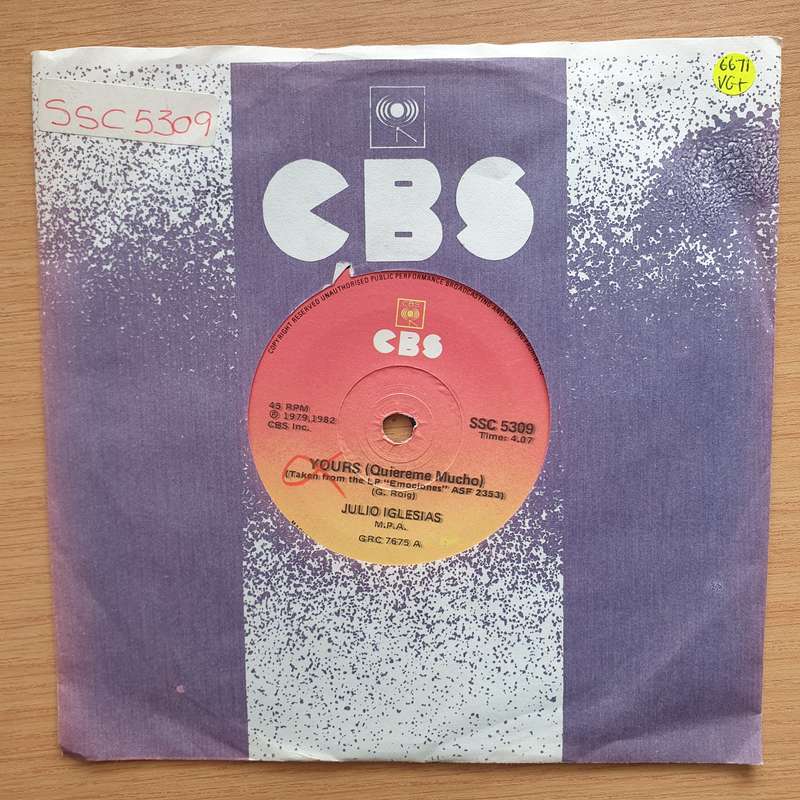 6671
VG+
SSC 5309
CBS
COPYRIGHT RESERVED UNAUTHORISED PUBLIC PERFORMANCE BROADCASTING AND COPYING
CBS
CBS
45 RPM
℗ 1979,1982
CBS Inc.
SSC 5309
Time: 4.07
YOURS (Quiereme Mucho)
(Taken from the LP "Emociones" ASF 2353)
(G. Roig)
JULIO IGLESIAS
M.P.A.
GRC 7675 A